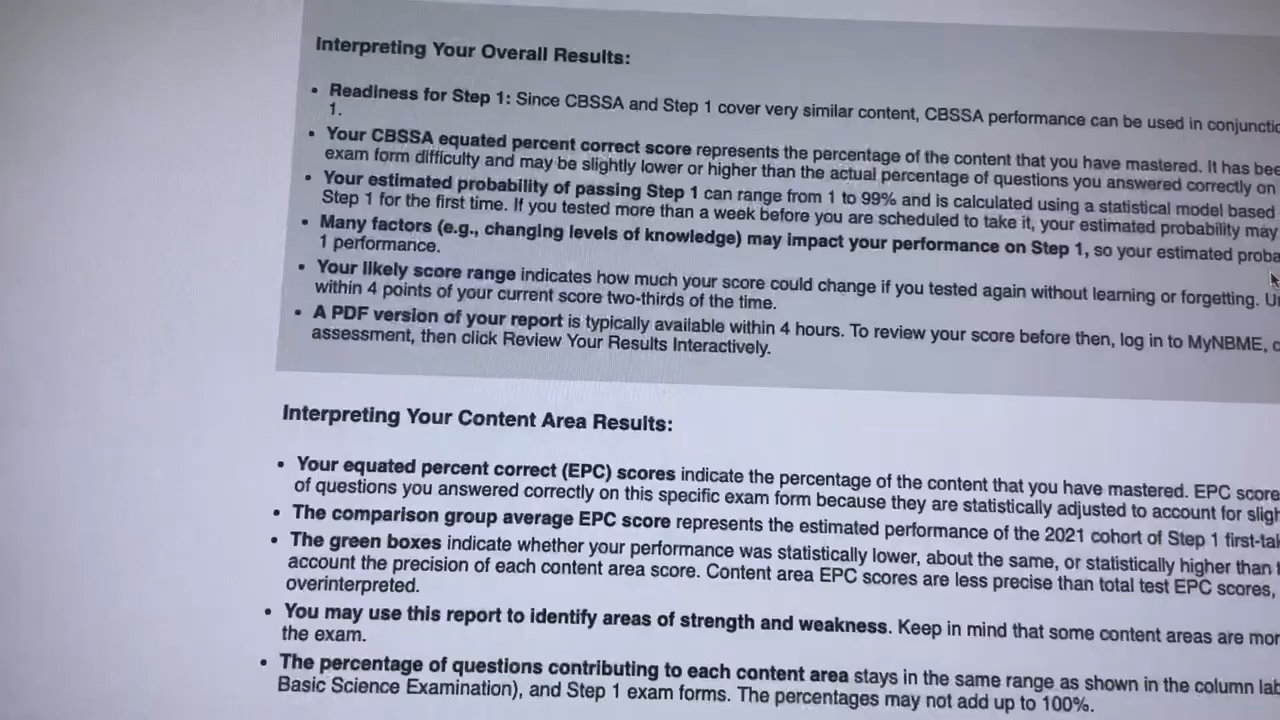 Interpreting Your Overall Results:
• Readiness for Step 1: Since CBSSA and Step 1 cover very similar content, CBSSA performance can be used in
1.
• Your CBSSA equated percent correct score represents the percentage of the content that you have mastered. It has
exam form difficulty and may be slightly lower or higher than the actual percentage of questions you answered correctly on
• Your estimated probability of passing Step 1 can range from 1 to 99% and is calculated using a statistical model based
Step 1 for the first time. If you tested more than a week before you are scheduled to take it, your estimated probability may
• Many factors (e.g., changing levels of knowledge) may impact your performance on Step 1, so your estimated
1 performance.
• Your likely score range indicates how much your score could change if you tested again without learning or forgetting.
within 4 points of your current score two-thirds of the time.
• A PDF version of your report is typically available within 4 hours. To review your score before then, log in to MyNBME,
assessment, then click Review Your Results Interactively.
Interpreting Your Content Area Results:
• Your equated percent correct (EPC) scores indicate the percentage of the content that you have mastered. EPC
of questions you answered correctly on this specific exam form because they are statistically adjusted to account for
• The comparison group average EPC score represents the estimated performance of the 2021 cohort of Step 1
• The green boxes indicate whether your performance was statistically lower, about the same, or statistically higher than
account the precision of each content area score. Content area EPC scores are less precise than total test EPC scores,
overinterpreted.
• You may use this report to identify areas of strength and weakness. Keep in mind that some content areas are
the exam.
• The percentage of questions contributing to each content area stays in the same range as shown in the column
Basic Science Examination), and Step 1 exam forms. The percentages may not add up to 100%.